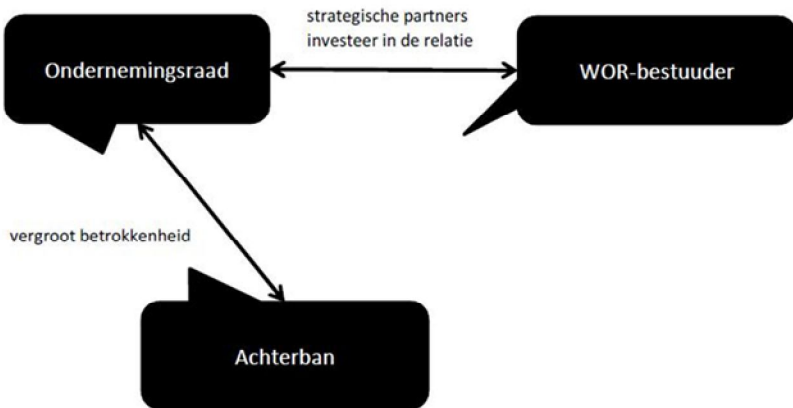 strategische partners
investeer in de relatie
Ondernemingsraad
WOR-bestuuder
vergroot betrokkenheid
Achterban